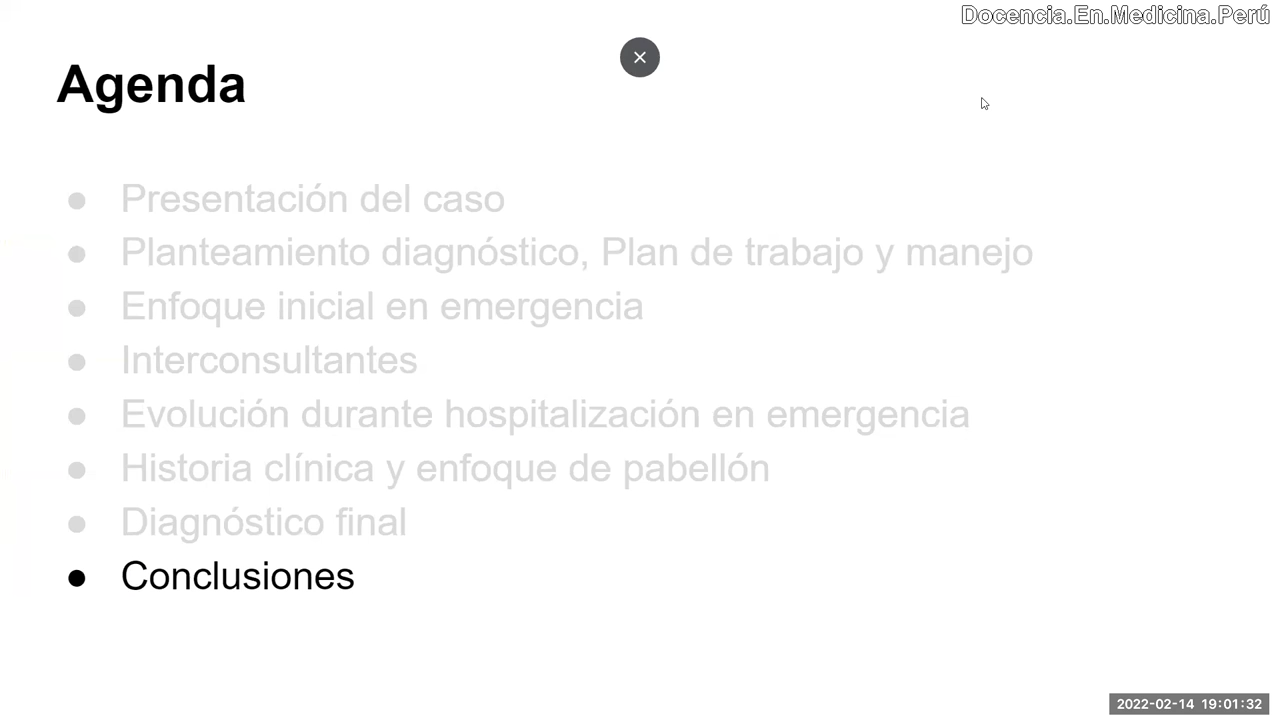 Docencia.En.Medicina.Perú
Agenda
● Presentación del caso
● Planteamiento diagnóstico, Plan de trabajo y manejo
● Enfoque inicial en emergencia
● Interconsultantes
● Evolución durante hospitalización en emergencia
● Historia clínica y enfoque de pabellón
● Diagnóstico final
● Conclusiones
2022-02-14 19:01:32